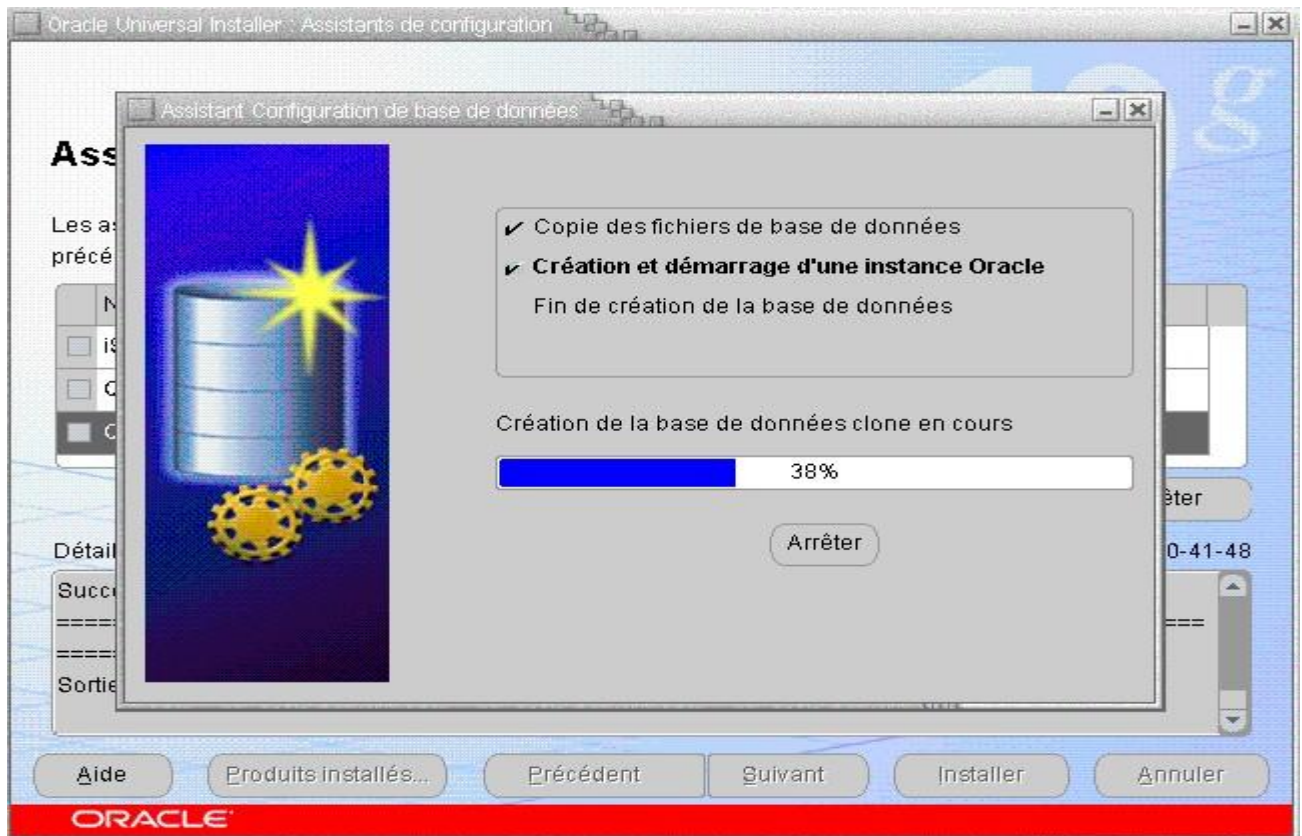 Oracle Universal Installer : Assistants de configuration
g
Assistant Configuration de base de données
Ass
Les as
précé
✔ Copie des fichiers de base de données
✔ Création et démarrage d'une instance Oracle
Fin de création de la base de données
N
iS
Création de la base de données clone en cours
38%
êter
Arrêter
Détail
0-41-48
Succe
===== ===
=====
Sortie
Aide
Produits installés...
Précédent
Suivant
Installer
Annuler
ORACLE